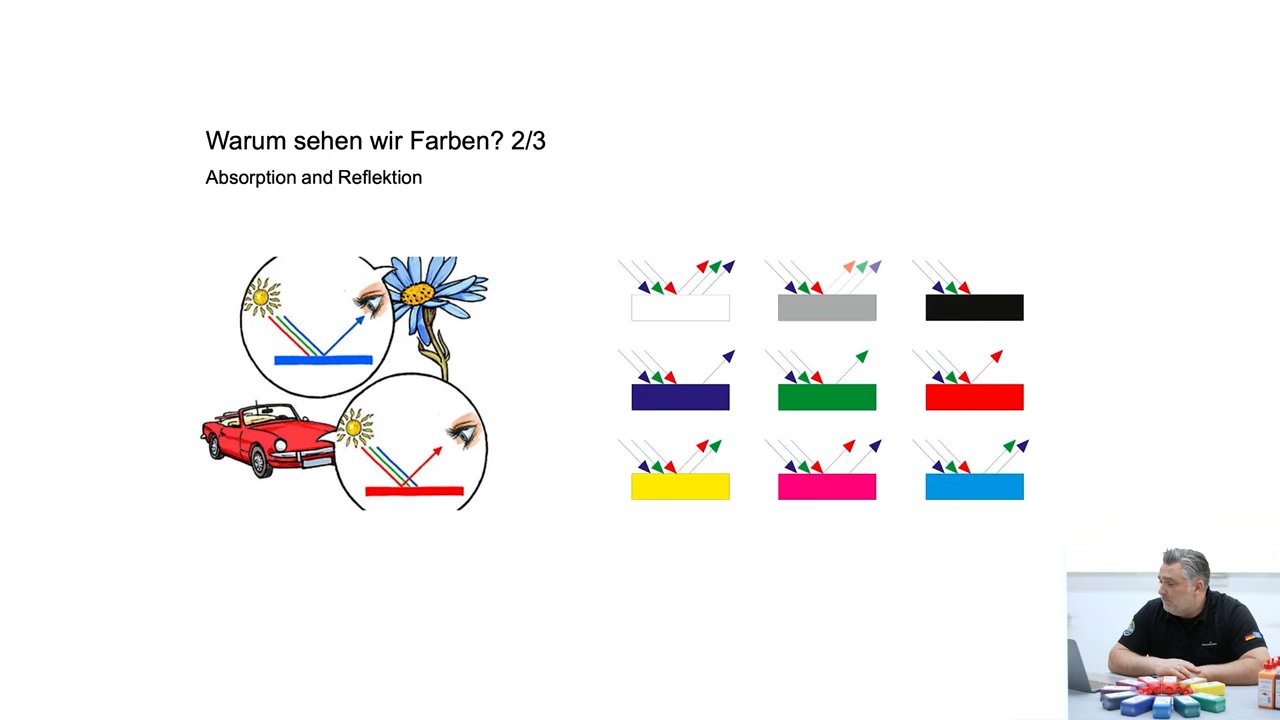 Warum sehen wir Farben? 2/3
Absorption and Reflektion